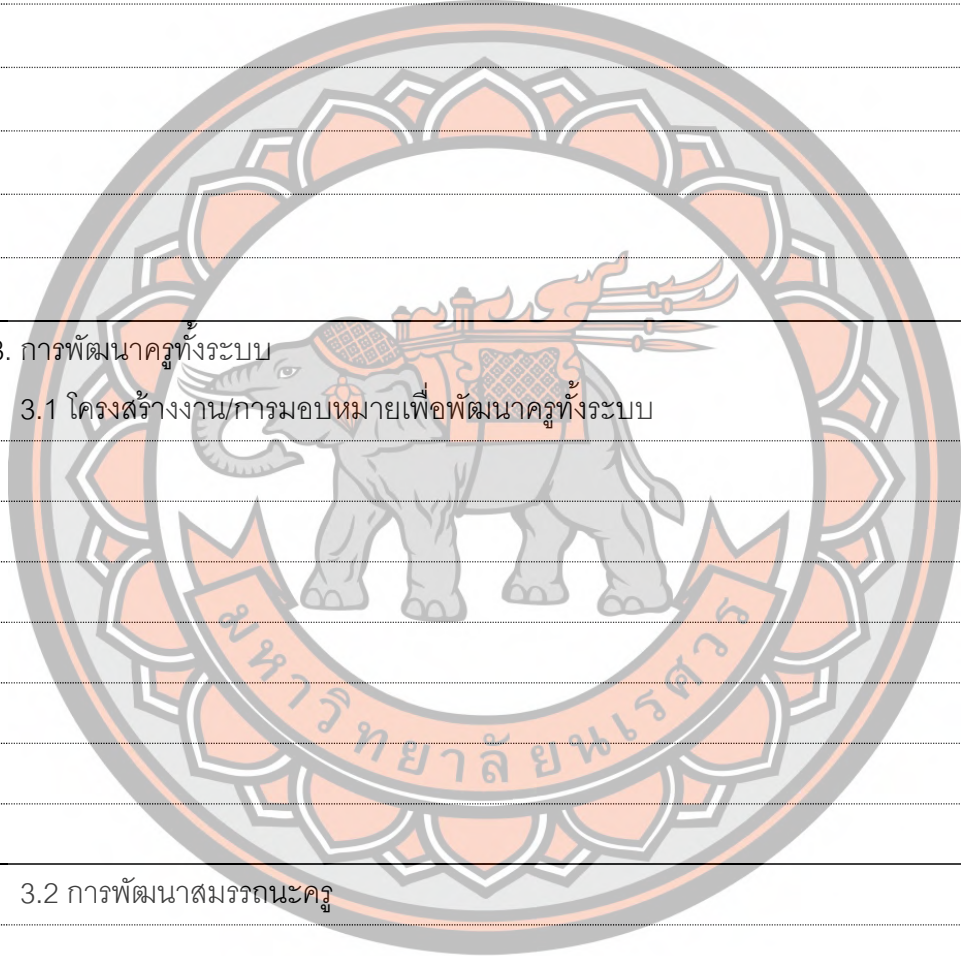 3. การพัฒนาครูทั้งระบบ
3.1 โครงสร้างงาน/การมอบหมายเพื่อพัฒนาครูทั้งระบบ
มหาวิทยาลัยนเรศวร
3.2 การพัฒนาสมรรถนะครู